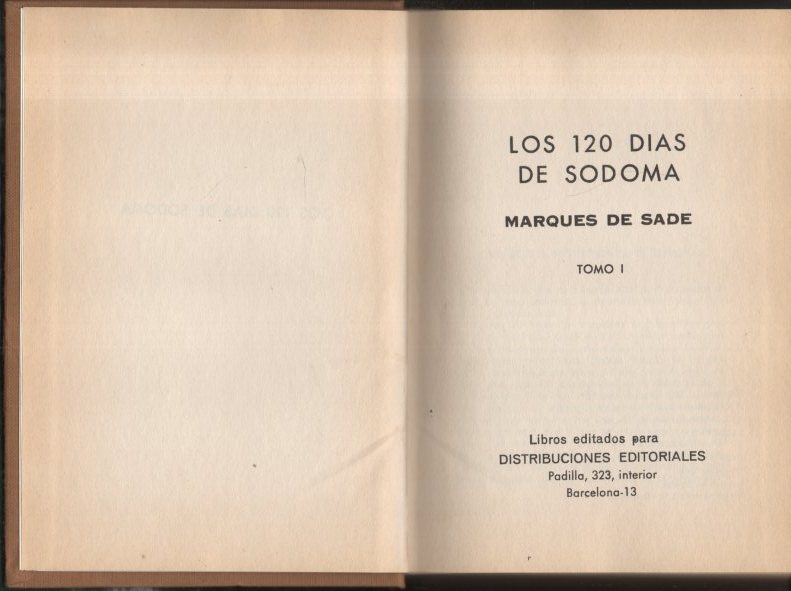 LOS 120 DIAS
DE SODOMA
MARQUES DE SADE
TOMO I
Libros editados para
DISTRIBUCIONES EDITORIALES
Padilla, 323, interior
Barcelona-13